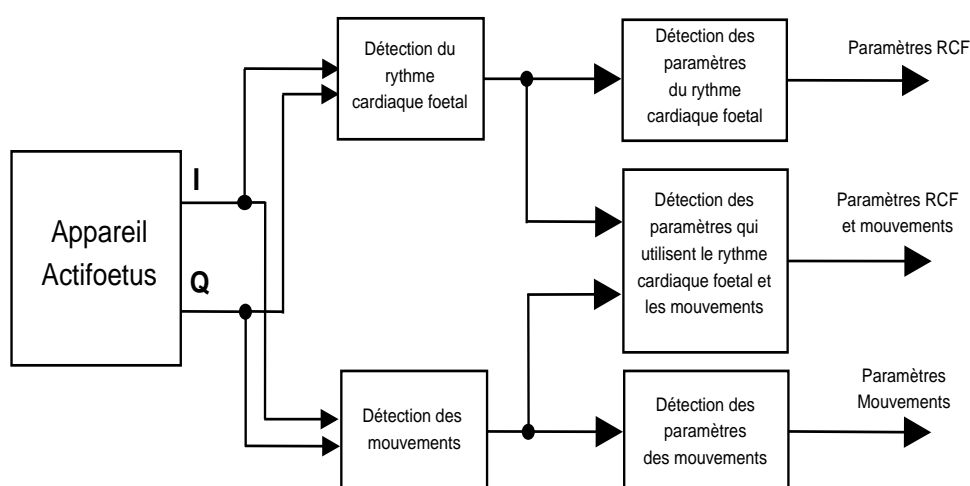 Appareil
Actifoetus
I
Q
Détection du
rythme
cardiaque foetal
Détection des
paramètres
du rythme
cardiaque foetal
Paramètres RCF
Détection des
paramètres qui
utilisent le rythme
cardiaque foetal et
les mouvements
Paramètres RCF
et mouvements
Détection des
mouvements
Détection des
paramètres
des mouvements
Paramètres
Mouvements